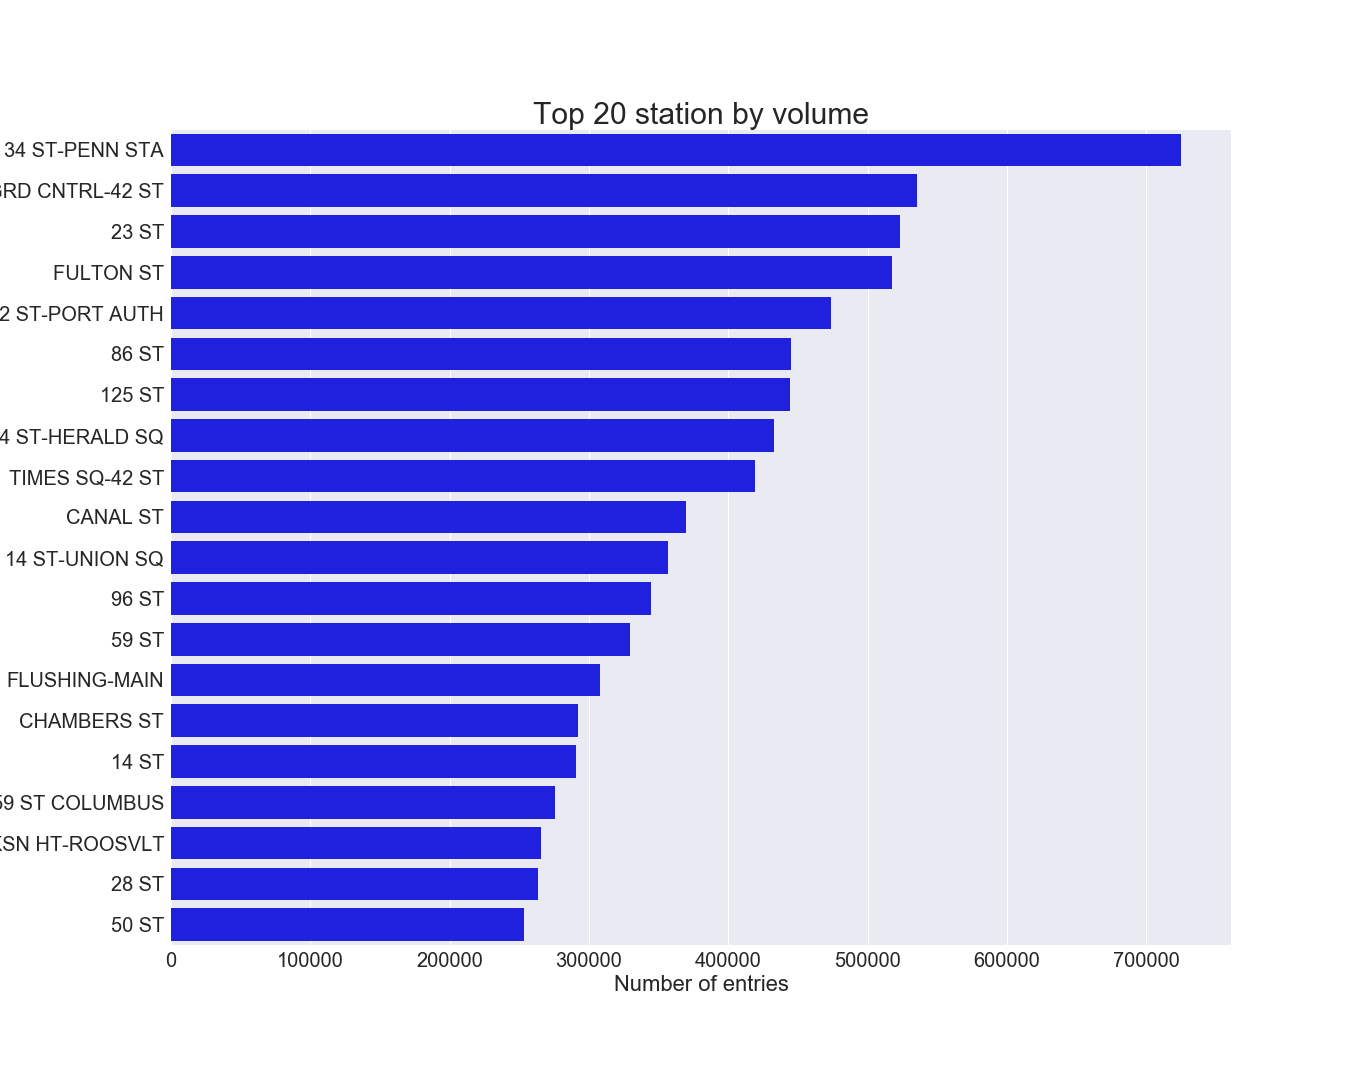 Top 20 station by volume
34 ST-PENN STA
GRD CNTRL-42 ST
23 ST
FULTON ST
2 ST-PORT AUTH
86 ST
125 ST
4 ST-HERALD SQ
TIMES SQ-42 ST
CANAL ST
14 ST-UNION SQ
96 ST
59 ST
FLUSHING-MAIN
CHAMBERS ST
14 ST
59 ST COLUMBUS
KSN HT-ROOSVLT
28 ST
50 ST
0 100000 200000 300000 400000 500000 600000 700000
Number of entries